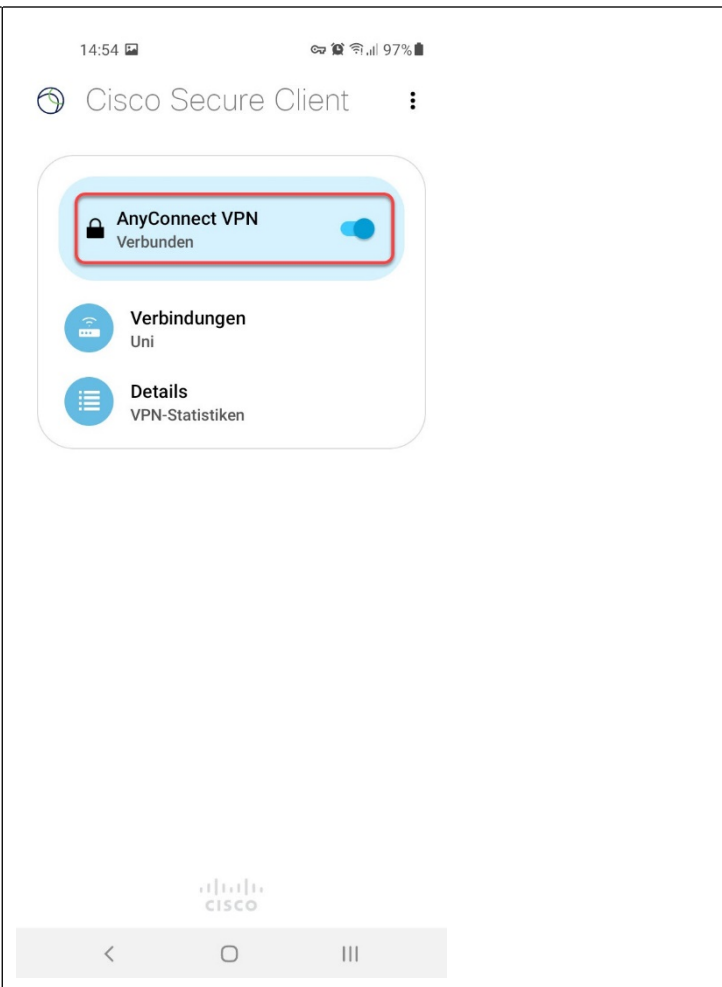 14:54 97%
Cisco Secure Client
AnyConnect VPN
Verbunden
Verbindungen
Uni
Details
VPN-Statistiken
CISCO